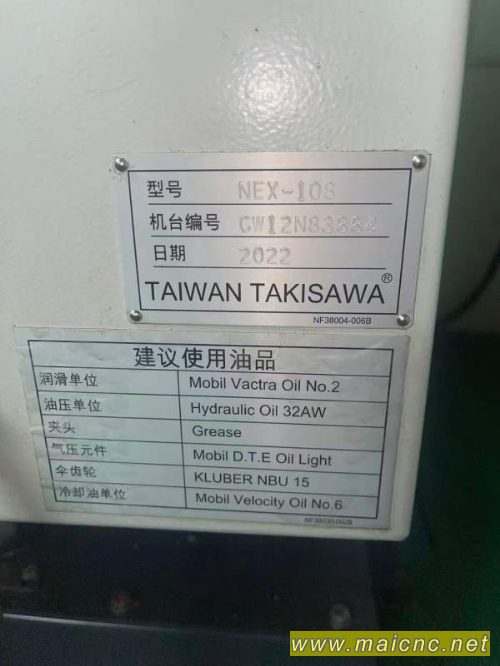 型号 NEX-108
机台编号
日期 2022
TAIWAN TAKISAWA®
NF38004-006B
建议使用油品
润滑单位 Mobil Vactra Oil No.2
油压单位 Hydraulic Oil 32AW
夹头 Grease
气压元件 Mobil D.T.E Oil Light
伞齿轮 KLUBER NBU 15
冷却油单位 Mobil Velocity Oil No.6
www.maicnc.net